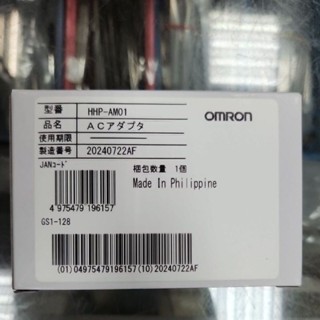 型番 HHP-AM01
OMRON
品名 ACアダプタ
使用期限
製造番号 20240722AF
JANコード
梱包数量 1個
Made In Philippine
4 975479 196157
GS1-128
(01)04975479196157(10)20240722AF